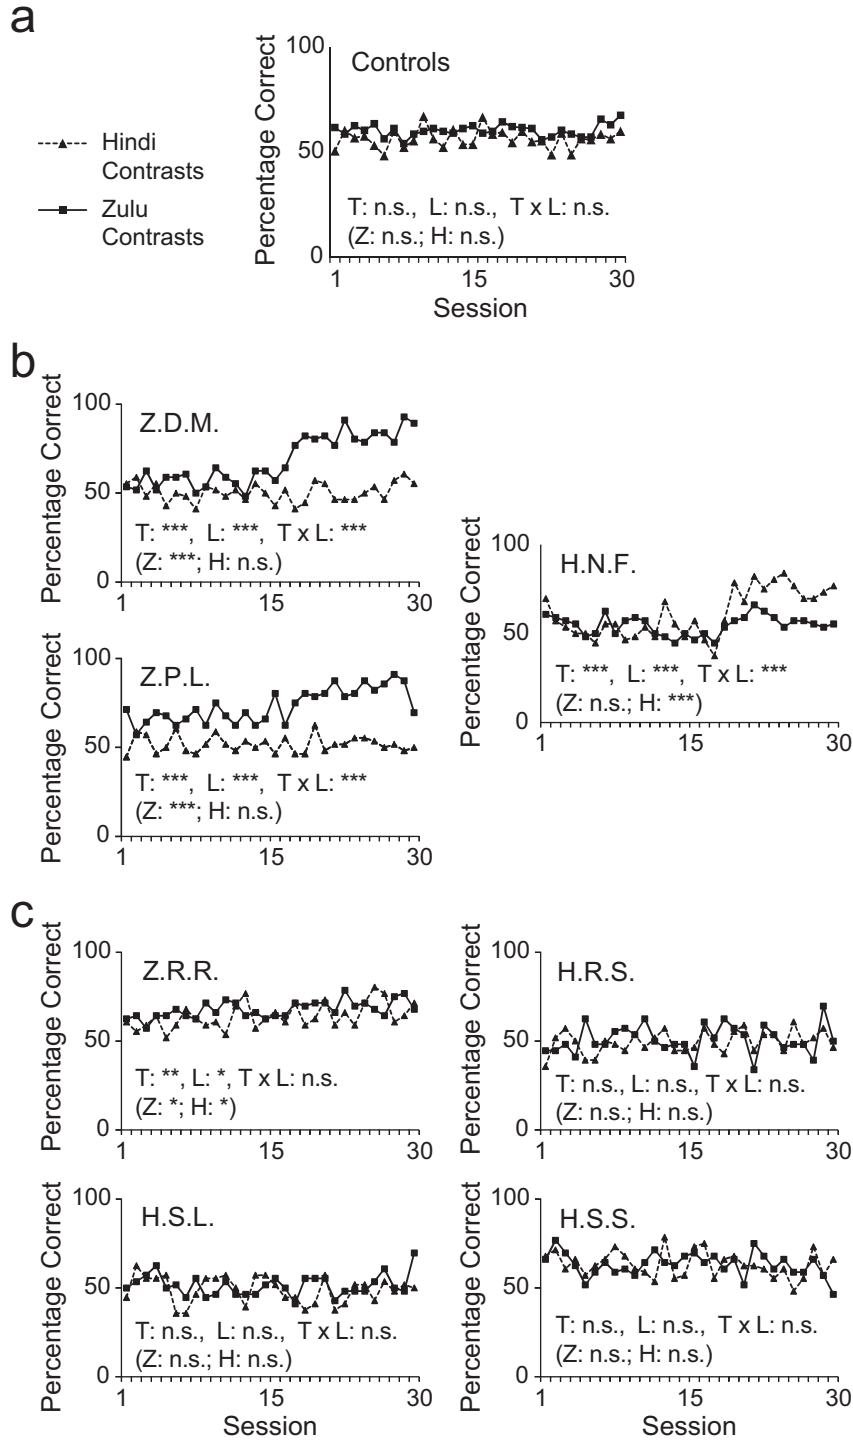 a
Percentage Correct
100
50
0
Controls
Hindi
Contrasts
Zulu
Contrasts
T: n.s., L: n.s., T x L: n.s.
(Z: n.s.; H: n.s.)
1 15 30
Session
b
Percentage Correct
100
50
0
Z.D.M.
T: ***, L: ***, T x L: ***
(Z: ***; H: n.s.)
1 15 30
Percentage Correct
100
50
0
H.N.F.
T: ***, L: ***, T x L: ***
(Z: n.s.; H: ***)
1 15 30
Percentage Correct
100
50
0
Z.P.L.
T: ***, L: ***, T x L: ***
(Z: ***; H: n.s.)
1 15 30
c
Percentage Correct
100
50
0
Z.R.R.
T: **, L: *, T x L: n.s.
(Z: *; H: *)
1 15 30
Percentage Correct
100
50
0
H.R.S.
T: n.s., L: n.s., T x L: n.s.
(Z: n.s.; H: n.s.)
1 15 30
Percentage Correct
100
50
0
H.S.L.
T: n.s., L: n.s., T x L: n.s.
(Z: n.s.; H: n.s.)
1 15 30
Session
Percentage Correct
100
50
0
H.S.S.
T: n.s., L: n.s., T x L: n.s.
(Z: n.s.; H: n.s.)
1 15 30
Session